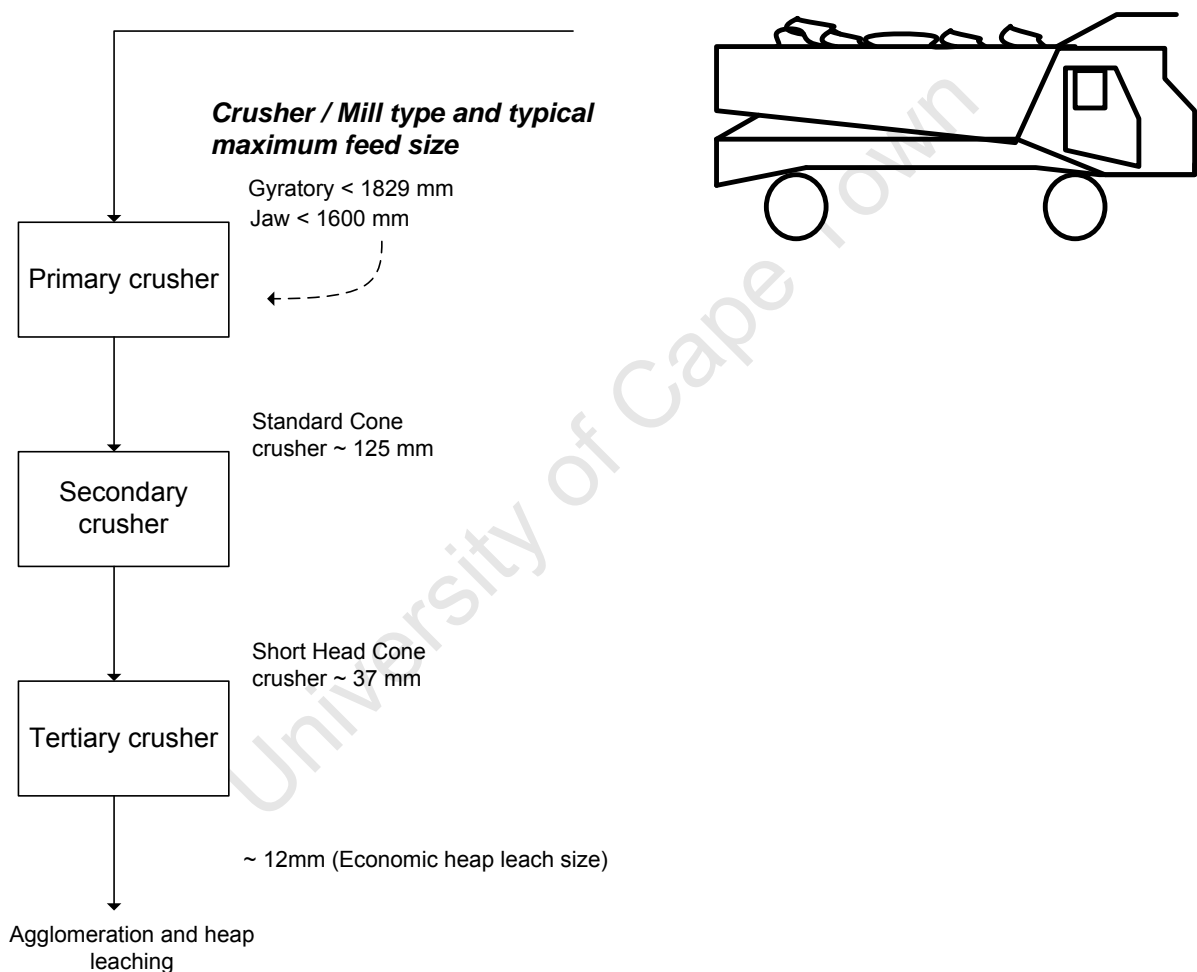 Crusher / Mill type and typical
maximum feed size
Gyratory < 1829 mm
Jaw < 1600 mm
Primary crusher
Standard Cone
crusher ~ 125 mm
Secondary
crusher
Short Head Cone
crusher ~ 37 mm
Tertiary crusher
~ 12mm (Economic heap leach size)
Agglomeration and heap
leaching
University of Cape Town